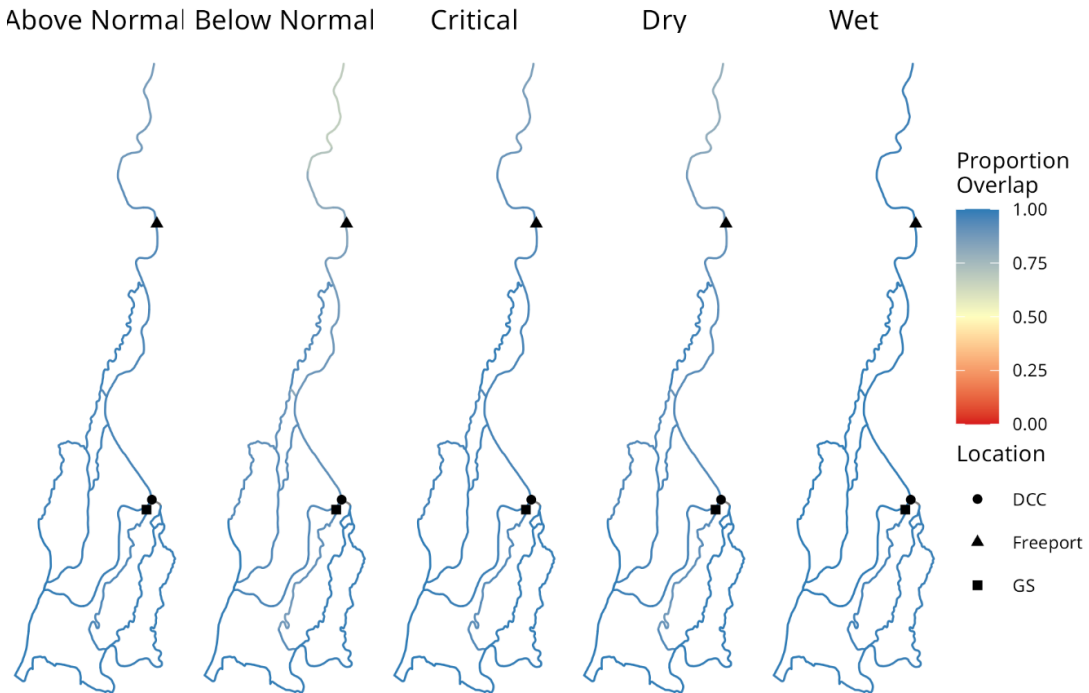 Above Normal
Below Normal
Critical
Dry
Wet
Proportion
Overlap
1.00
0.75
0.50
0.25
0.00
Location
DCC
Freeport
GS